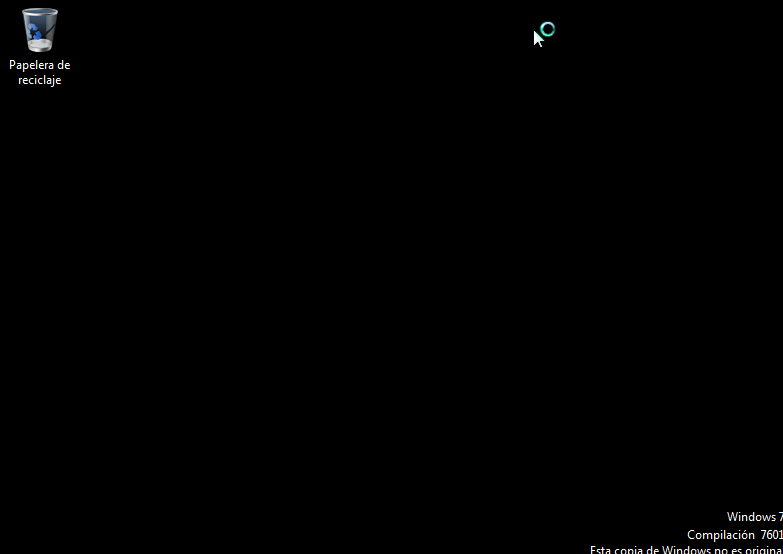 Papelera de
reciclaje
Windows 7
Compilación 7601
Esta copia de Windows no es origina